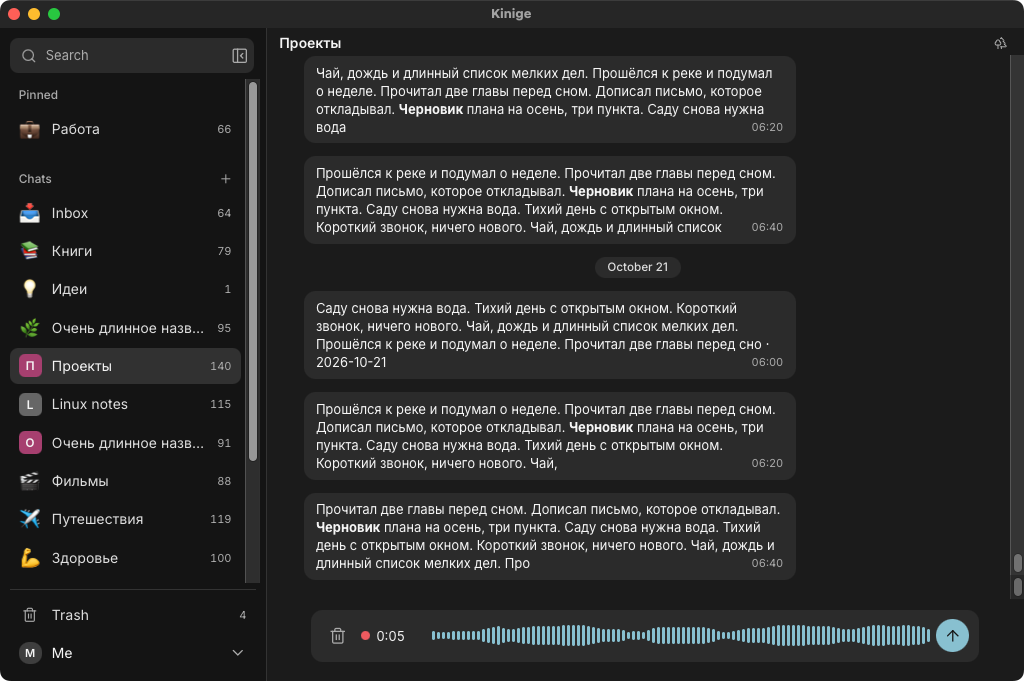 Kinige
Search
Pinned
Работа 66
Chats
Inbox 64
Книги 79
Идеи 1
Очень длинное назв... 95
П Проекты 140
L Linux notes 115
О Очень длинное назв... 91
Фильмы 88
Путешествия 119
Здоровье 100
Trash 4
M Me
Проекты
Чай, дождь и длинный список мелких дел. Прошёлся к реке и подумал
о неделе. Прочитал две главы перед сном. Дописал письмо, которое
откладывал. Черновик плана на осень, три пункта. Саду снова нужна
вода 06:20
Прошёлся к реке и подумал о неделе. Прочитал две главы перед сном.
Дописал письмо, которое откладывал. Черновик плана на осень, три
пункта. Саду снова нужна вода. Тихий день с открытым окном.
Короткий звонок, ничего нового. Чай, дождь и длинный список 06:40
October 21
Саду снова нужна вода. Тихий день с открытым окном. Короткий
звонок, ничего нового. Чай, дождь и длинный список мелких дел.
Прошёлся к реке и подумал о неделе. Прочитал две главы перед сно ·
2026-10-21 06:00
Прошёлся к реке и подумал о неделе. Прочитал две главы перед сном.
Дописал письмо, которое откладывал. Черновик плана на осень, три
пункта. Саду снова нужна вода. Тихий день с открытым окном.
Короткий звонок, ничего нового. Чай, 06:20
Прочитал две главы перед сном. Дописал письмо, которое откладывал.
Черновик плана на осень, три пункта. Саду снова нужна вода. Тихий
день с открытым окном. Короткий звонок, ничего нового. Чай, дождь и
длинный список мелких дел. Про 06:40
0:05